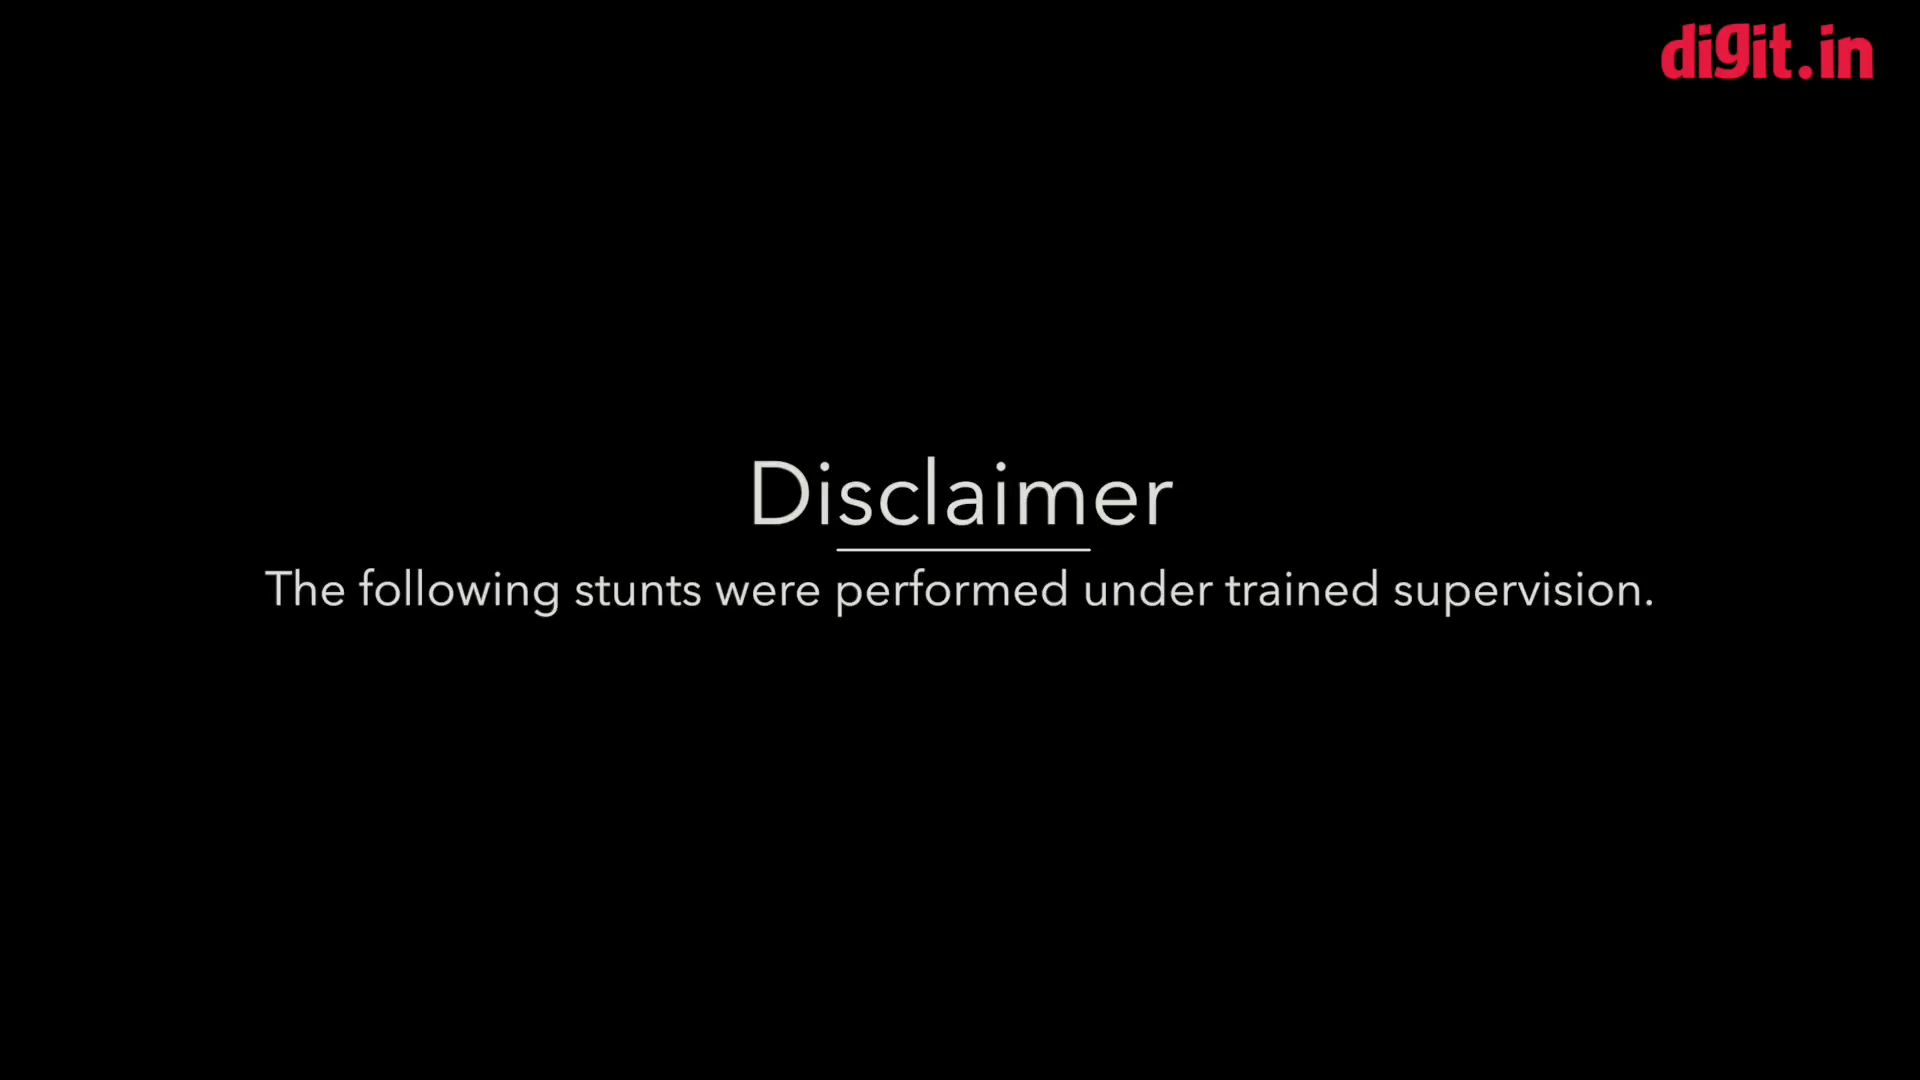 digit.in
Disclaimer
The following stunts were performed under trained supervision.